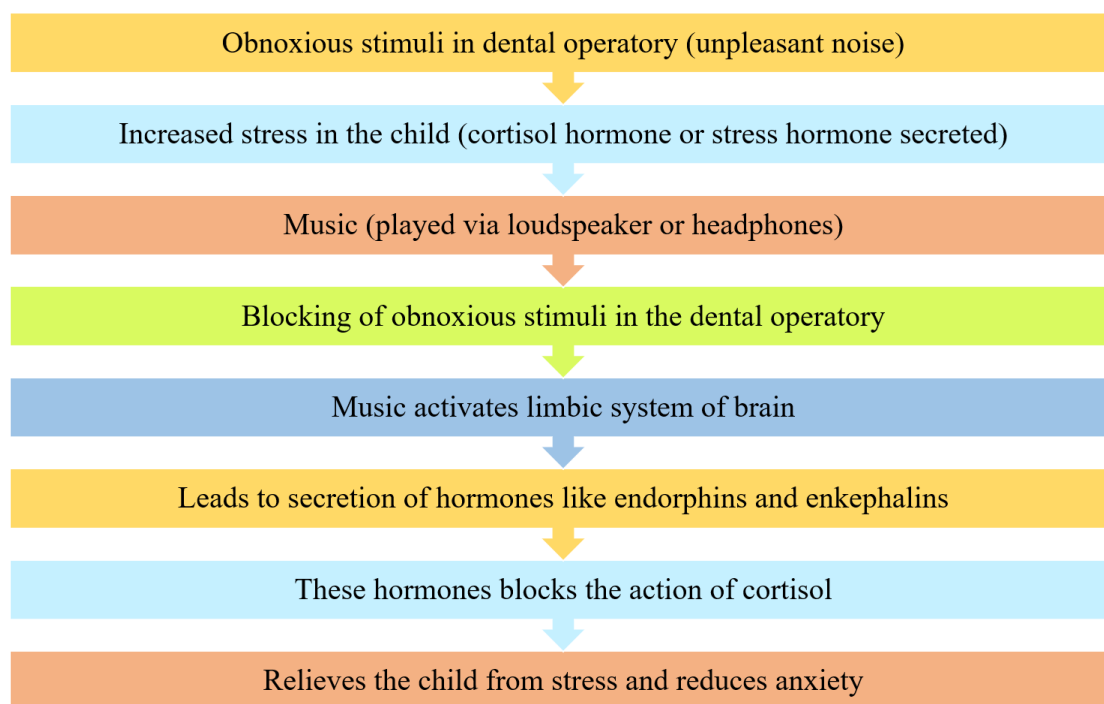 Obnoxious stimuli in dental operatory (unpleasant noise)
Increased stress in the child (cortisol hormone or stress hormone secreted)
Music (played via loudspeaker or headphones)
Blocking of obnoxious stimuli in the dental operatory
Music activates limbic system of brain
Leads to secretion of hormones like endorphins and enkephalins
These hormones blocks the action of cortisol
Relieves the child from stress and reduces anxiety